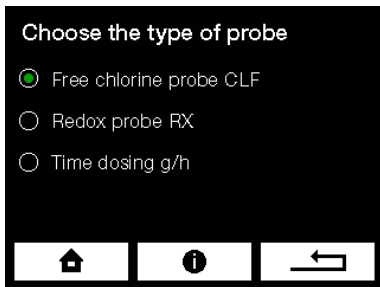 Choose the type of probe
Free chlorine probe CLF
Redox probe RX
Time dosing g/h